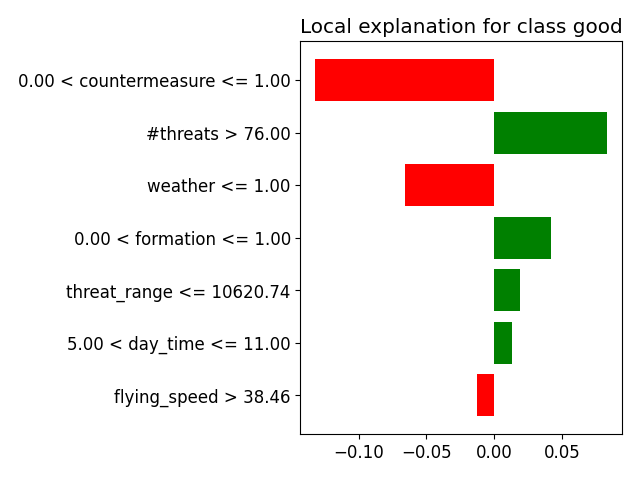 Local explanation for class good
0.00 < countermeasure <= 1.00
#threats > 76.00
weather <= 1.00
0.00 < formation <= 1.00
threat_range <= 10620.74
5.00 < day_time <= 11.00
flying_speed > 38.46
−0.10 −0.05 0.00 0.05